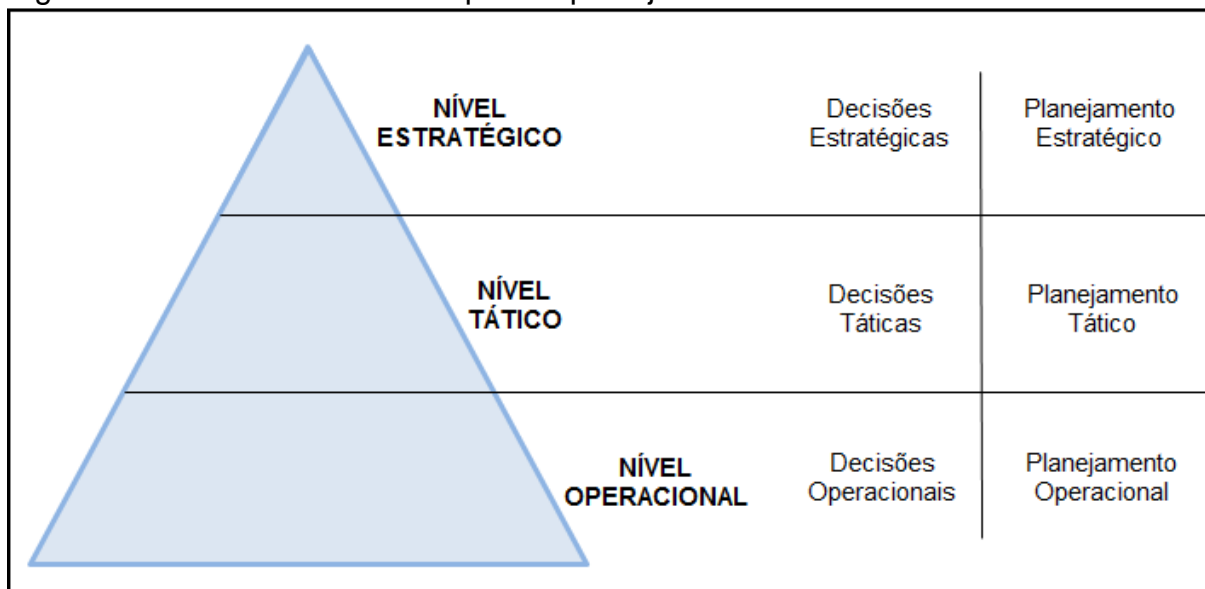 NÍVEL
ESTRATÉGICO
Decisões
Estratégicas
Planejamento
Estratégico
NÍVEL
TÁTICO
Decisões
Táticas
Planejamento
Tático
NÍVEL
OPERACIONAL
Decisões
Operacionais
Planejamento
Operacional